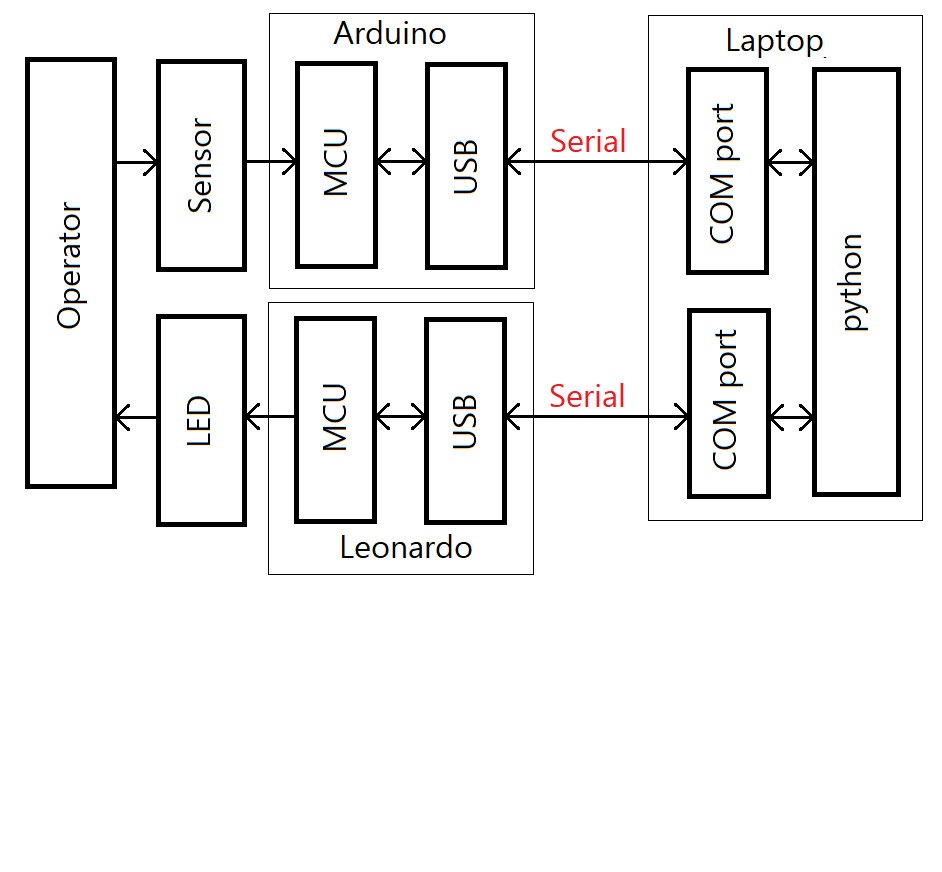 Arduino
Laptop
Operator
Sensor
MCU
USB
Serial
COM port
python
LED
MCU
USB
Serial
COM port
Leonardo